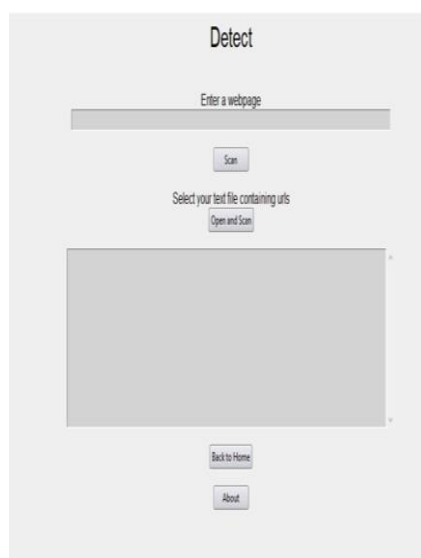 Detect
Enter a webpage
Scan
Select your text file containing urls
Open and Scan
Back to Home
About